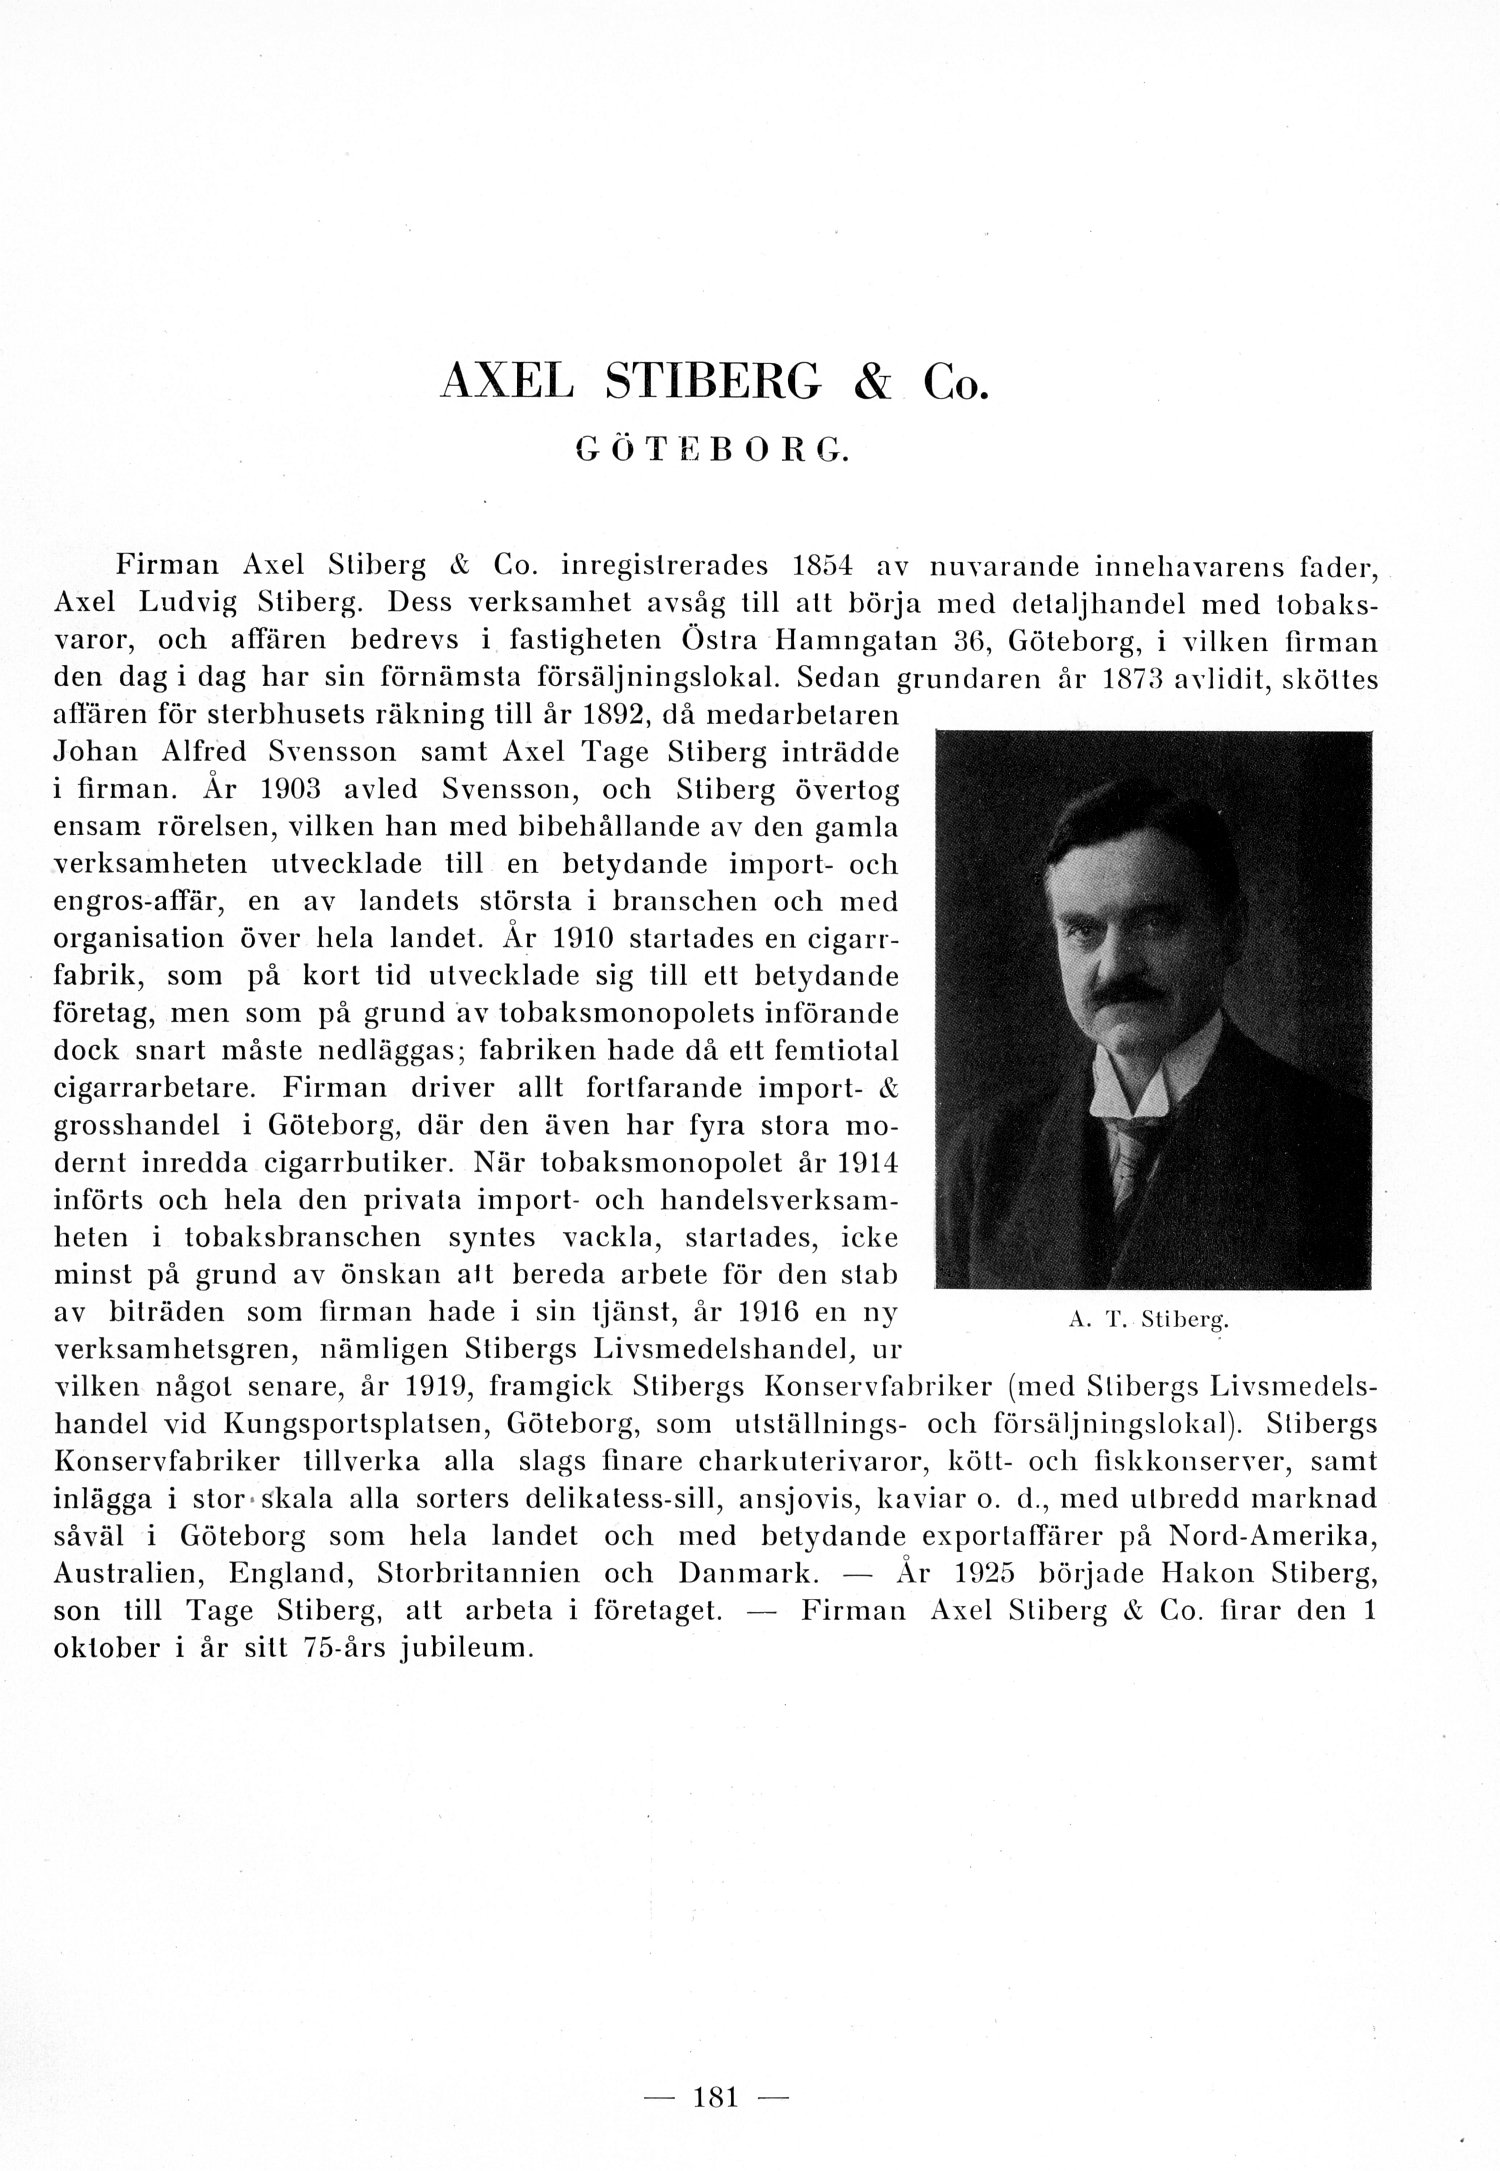 AXEL STIBERG & Co.
GÖTEBORG.
Firman Axel Stiberg & Co. inregistrerades 1854 av nuvarande innehavarens fader,
Axel Ludvig Stiberg. Dess verksamhet avsåg till att börja med detaljhandel med tobaks-
varor, och affären bedrevs i fastigheten Östra Hamngatan 36, Göteborg, i vilken firman
den dag i dag har sin förnämsta försäljningslokal. Sedan grundaren år 1873 avlidit, sköttes
affären för sterbhusets räkning till år 1892, då medarbetaren
Johan Alfred Svensson samt Axel Tage Stiberg inträdde
i firman. År 1903 avled Svensson, och Stiberg övertog
ensam rörelsen, vilken han med bibehållande av den gamla
verksamheten utvecklade till en betydande import- och
engros-affär, en av landets största i branschen och med
organisation över hela landet. År 1910 startades en cigarr-
fabrik, som på kort tid utvecklade sig till ett betydande
företag, men som på grund av tobaksmonopolets införande
dock snart måste nedläggas; fabriken hade då ett femtiotal
cigarrarbetare. Firman driver allt fortfarande import- &
grosshandel i Göteborg, där den även har fyra stora mo-
dernt inredda cigarrbutiker. När tobaksmonopolet år 1914
införts och hela den privata import- och handelsverksam-
heten i tobaksbranschen syntes vackla, startades, icke
minst på grund av önskan att bereda arbete för den stab
av biträden som firman hade i sin tjänst, år 1916 en ny
verksamhetsgren, nämligen Stibergs Livsmedelshandel, ur
vilken något senare, år 1919, framgick Stibergs Konservfabriker (med Stibergs Livsmedels-
handel vid Kungsportsplatsen, Göteborg, som utställnings- och försäljningslokal). Stibergs
Konservfabriker tillverka alla slags finare charkuterivaror, kött- och fiskkonserver, samt
inlägga i stor skala alla sorters delikatess-sill, ansjovis, kaviar o. d., med utbredd marknad
såväl i Göteborg som hela landet och med betydande exportaffärer på Nord-Amerika,
Australien, England, Storbritannien och Danmark. — År 1925 började Hakon Stiberg,
son till Tage Stiberg, att arbeta i företaget. — Firman Axel Stiberg & Co. firar den 1
oktober i år sitt 75-års jubileum.
A. T. Stiberg.
— 181 —